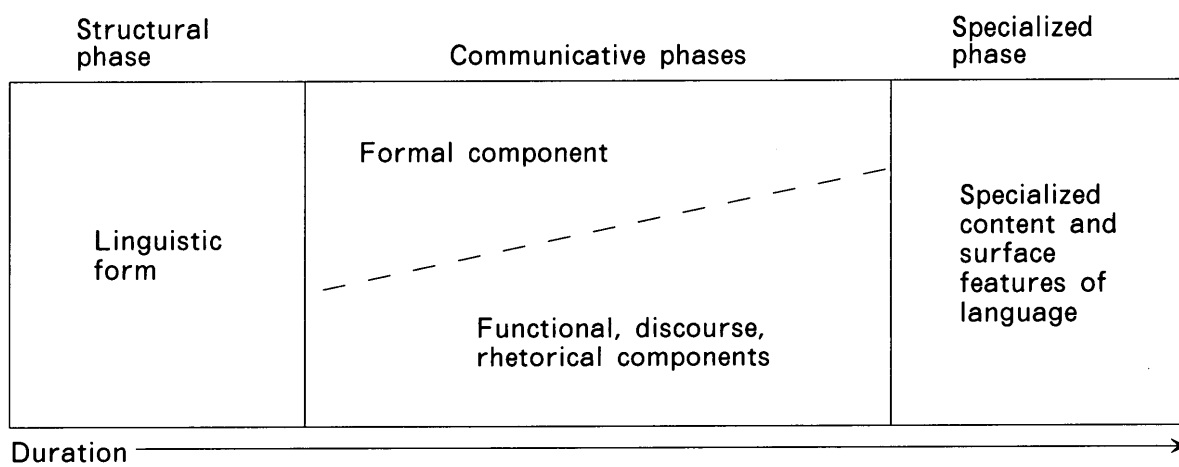 Structural
phase
Communicative phases
Specialized
phase
Linguistic
form
Formal component
Functional, discourse,
rhetorical components
Specialized
content and
surface
features of
language
Duration